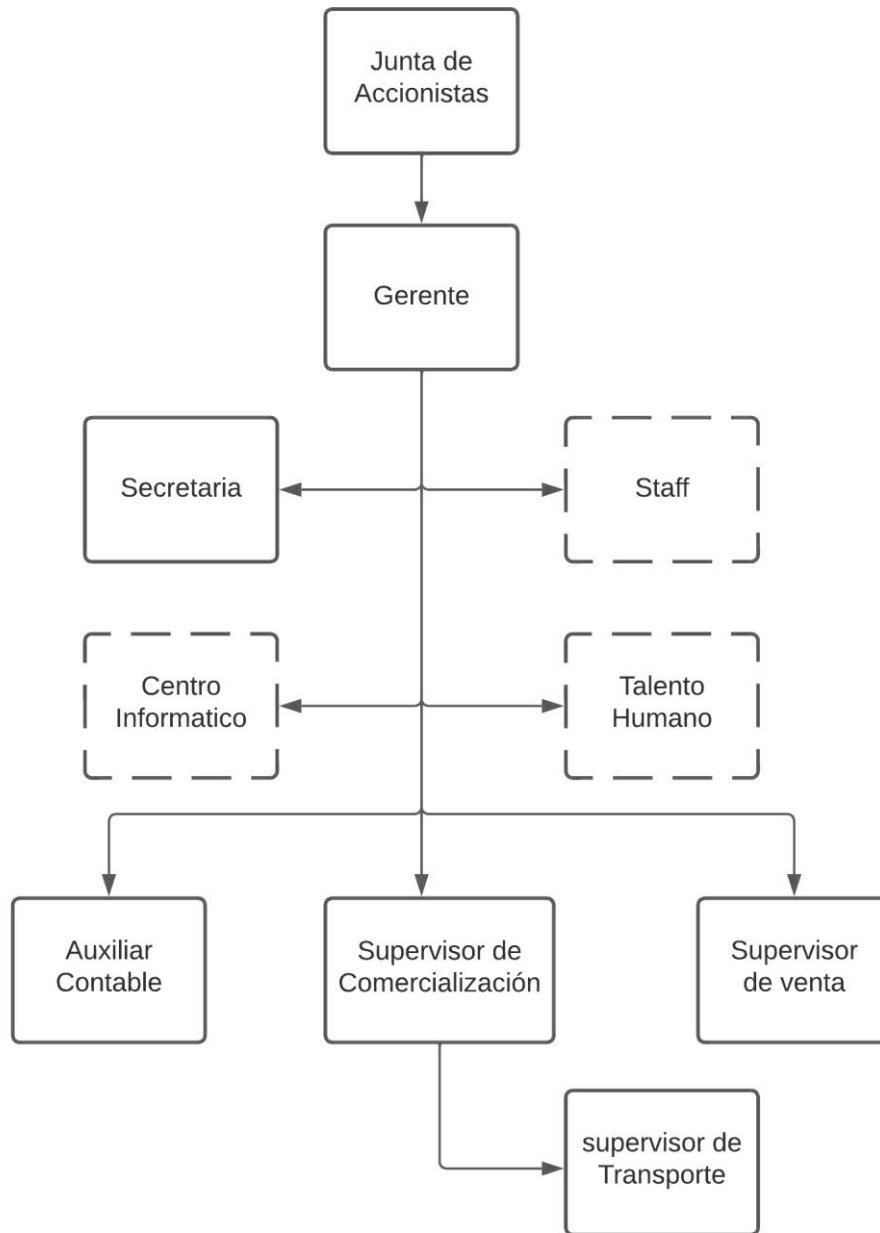 Junta de
Accionistas
Gerente
Secretaria
Staff
Centro
Informatico
Talento
Humano
Auxiliar
Contable
Supervisor de
Comercialización
Supervisor
de venta
supervisor de
Transporte